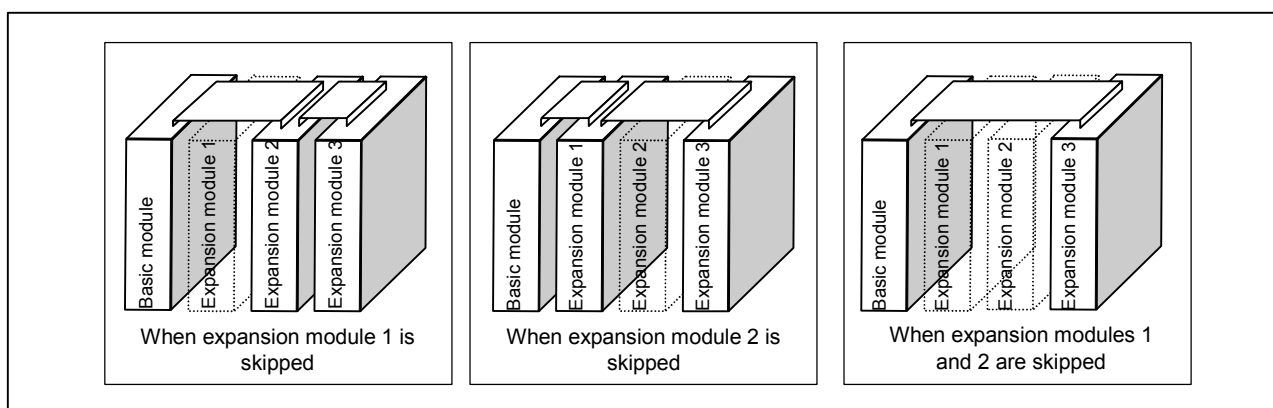 Basic module
Expansion module 1
Expansion module 2
Expansion module 3
When expansion module 1 is
skipped
Basic module
Expansion module 1
Expansion module 2
Expansion module 3
When expansion module 2 is
skipped
Basic module
Expansion module 1
Expansion module 2
Expansion module 3
When expansion modules 1
and 2 are skipped